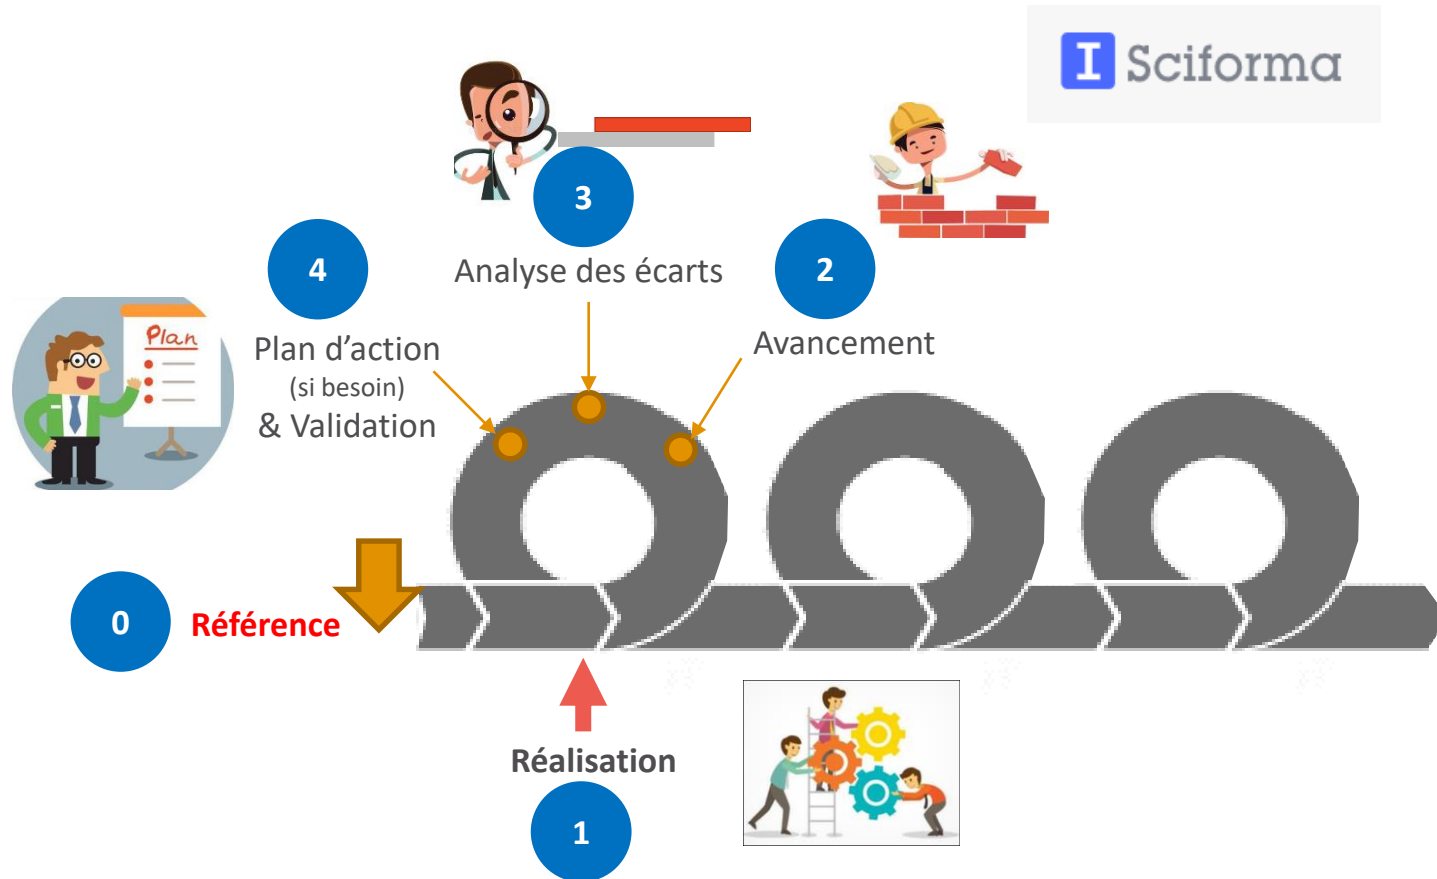 I Sciforma
3
Analyse des écarts
4
2
Plan
Plan d’action
(si besoin)
& Validation
Avancement
0
Référence
Réalisation
1